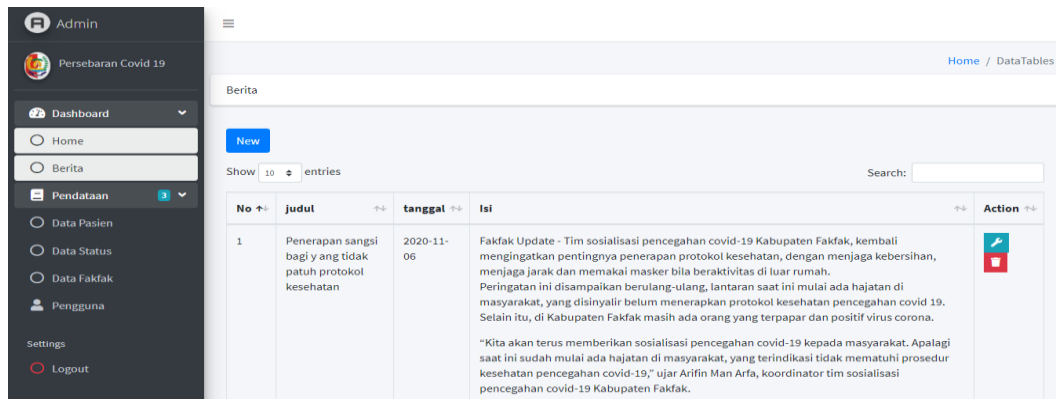 Admin
Persebaran Covid 19
Dashboard
Home
Berita
Pendataan 3
Data Pasien
Data Status
Data Fakfak
Pengguna
Settings
Logout
Home / DataTables
Berita
New
Show 10 entries
Search:
No judul tanggal Isi Action
1
Penerapan sangsi
bagi y ang tidak
patuh protokol
kesehatan
2020-11-
06
Fakfak Update - Tim sosialisasi pencegahan covid-19 Kabupaten Fakfak, kembali
mengingatkan pentingnya penerapan protokol kesehatan, dengan menjaga kebersihan,
menjaga jarak dan memakai masker bila beraktivitas di luar rumah.
Peringatan ini disampaikan berulang-ulang, lantaran saat ini mulai ada hajatan di
masyarakat, yang disinyalir belum menerapkan protokol kesehatan pencegahan covid 19.
Selain itu, di Kabupaten Fakfak masih ada orang yang terpapar dan positif virus corona.
“Kita akan terus memberikan sosialisasi pencegahan covid-19 kepada masyarakat. Apalagi
saat ini sudah mulai ada hajatan di masyarakat, yang terindikasi tidak mematuhi prosedur
kesehatan pencegahan covid-19,” ujar Arifin Man Arfa, koordinator tim sosialisasi
pencegahan covid-19 Kabupaten Fakfak.